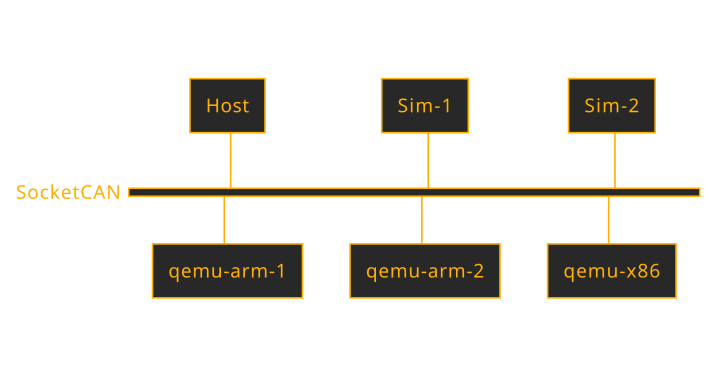 Host
Sim-1
Sim-2
SocketCAN
qemu-arm-1
qemu-arm-2
qemu-x86